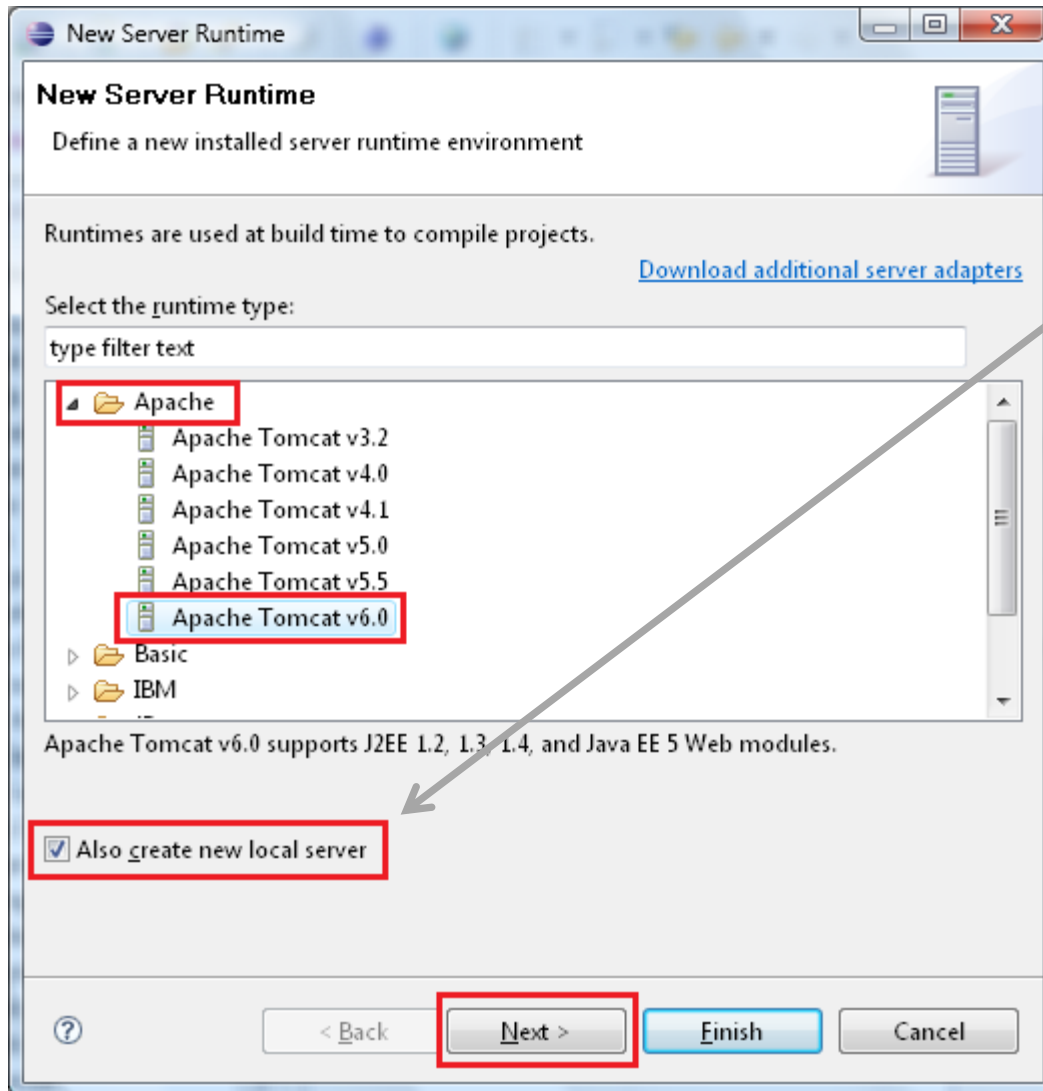 New Server Runtime
New Server Runtime
Define a new installed server runtime environment
Runtimes are used at build time to compile projects.
Download additional server adapters
Select the runtime type:
type filter text
Apache
Apache Tomcat v3.2
Apache Tomcat v4.0
Apache Tomcat v4.1
Apache Tomcat v5.0
Apache Tomcat v5.5
Apache Tomcat v6.0
Basic
IBM
Apache Tomcat v6.0 supports J2EE 1.2, 1.3, 1.4, and Java EE 5 Web modules.
Also create new local server
< Back Next > Finish Cancel